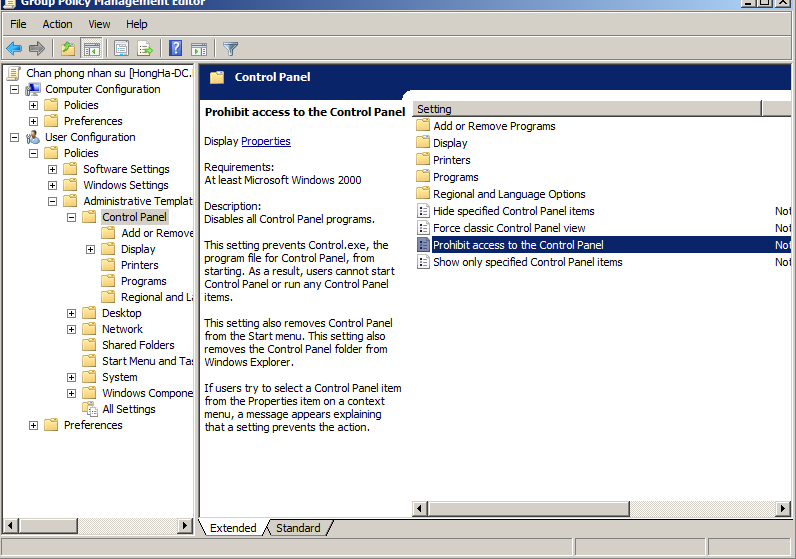 Group Policy Management Editor
File Action View Help
Chan phong nhan su [HongHa-DC.
Computer Configuration
Policies
Preferences
User Configuration
Policies
Software Settings
Windows Settings
Administrative Templat
Control Panel
Add or Remove
Display
Printers
Programs
Regional and La
Desktop
Network
Shared Folders
Start Menu and Tas
System
Windows Compone
All Settings
Preferences
Control Panel
Prohibit access to the Control Panel
Display Properties
Requirements:
At least Microsoft Windows 2000
Description:
Disables all Control Panel programs.
This setting prevents Control.exe, the
program file for Control Panel, from
starting. As a result, users cannot start
Control Panel or run any Control Panel
items.
This setting also removes Control Panel
from the Start menu. This setting also
removes the Control Panel folder from
Windows Explorer.
If users try to select a Control Panel item
from the Properties item on a context
menu, a message appears explaining
that a setting prevents the action.
Setting
Add or Remove Programs
Display
Printers
Programs
Regional and Language Options
Hide specified Control Panel items Not
Force classic Control Panel view Not
Prohibit access to the Control Panel Not
Show only specified Control Panel items Not
Extended Standard